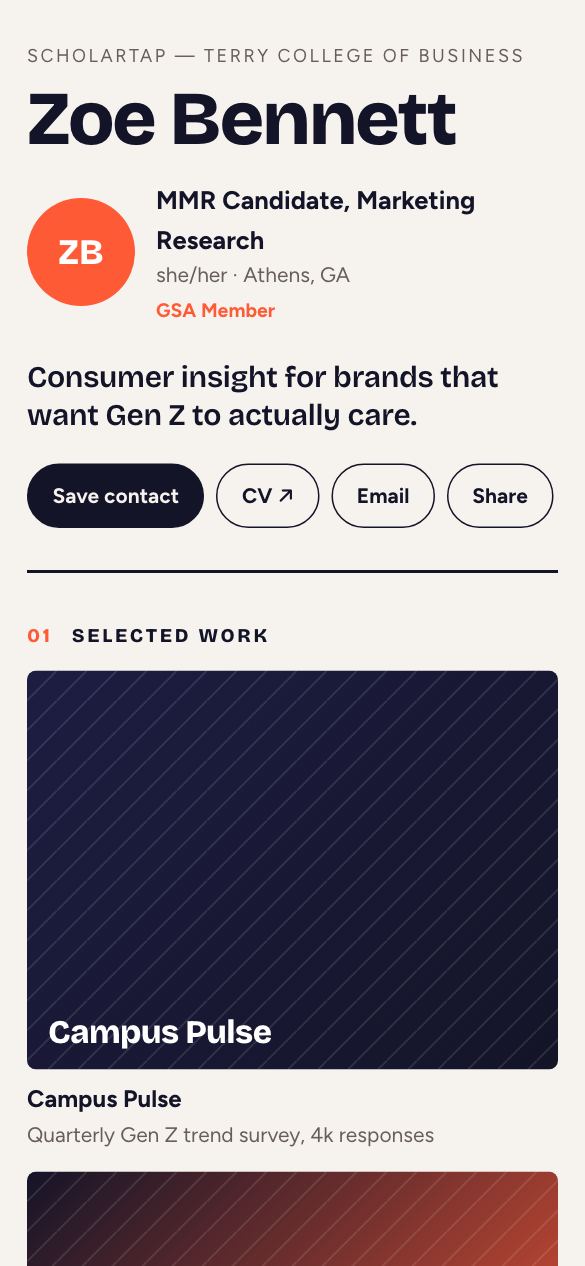 SCHOLARTAP — TERRY COLLEGE OF BUSINESS
Zoe Bennett
ZB
MMR Candidate, Marketing
Research
she/her · Athens, GA
GSA Member
Consumer insight for brands that
want Gen Z to actually care.
Save contact CV ↗ Email Share
01 SELECTED WORK
Campus Pulse
Campus Pulse
Quarterly Gen Z trend survey, 4k responses